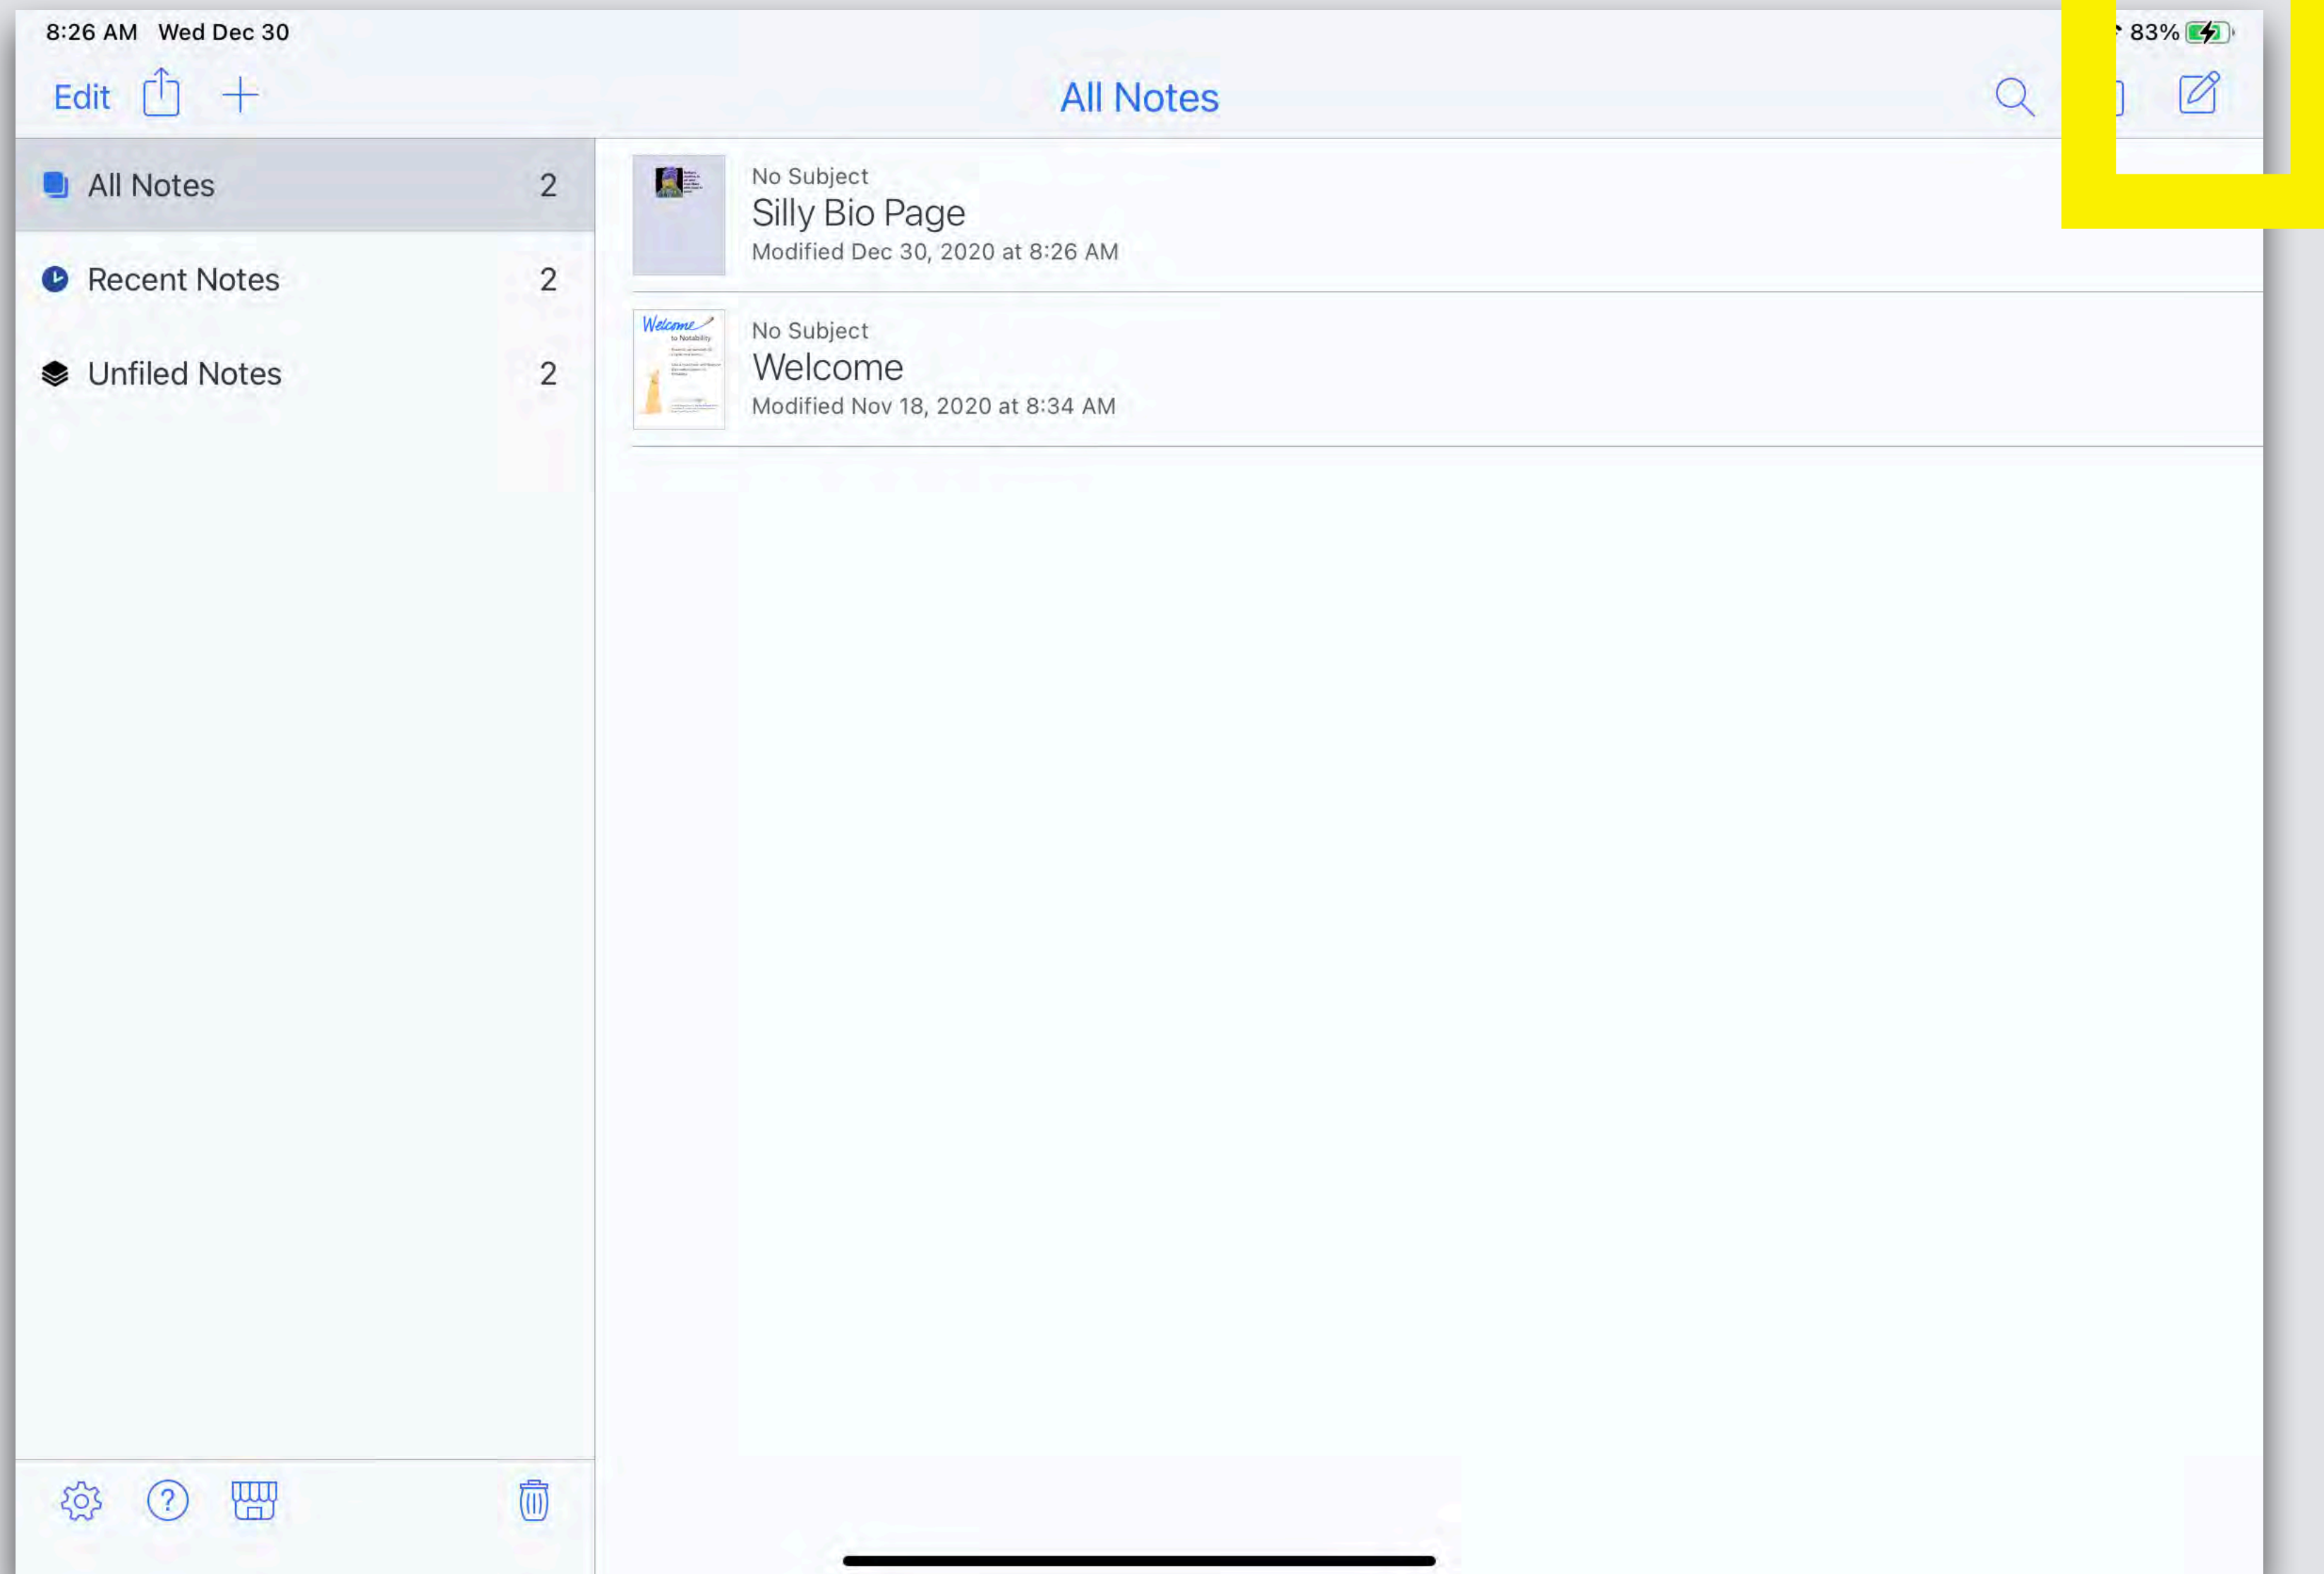 8:26 AM Wed Dec 30
83%
Edit
All Notes
All Notes 2
Recent Notes 2
Unfiled Notes 2
No Subject
Silly Bio Page
Modified Dec 30, 2020 at 8:26 AM
Welcome
to Notability
No Subject
Welcome
Modified Nov 18, 2020 at 8:34 AM
?